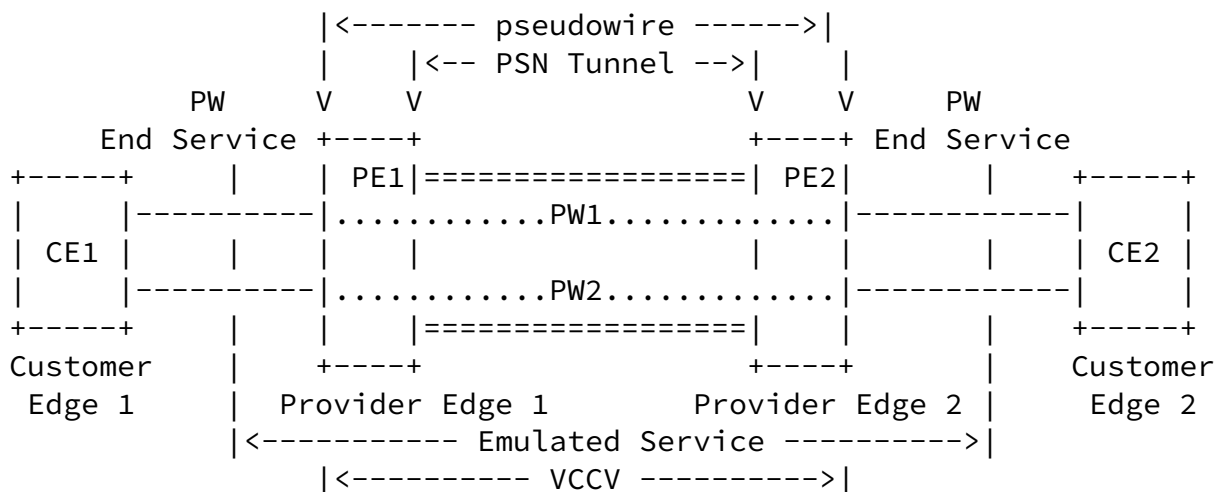 |<------- pseudowire ------>|
|    |<-- PSN Tunnel -->|    |
PW     V    V                  V    V     PW
End Service +----+                  +----+ End Service
+-----+     |    | PE1|==================| PE2|       |    +-----+
|     |----------|............PW1.............|------------|     |
| CE1 |     |    |    |                  |    |       |    | CE2 |
|     |----------|............PW2.............|------------|     |
+-----+     |    |    |==================|    |       |    +-----+
Customer    |    +----+                  +----+       |    Customer
Edge 1     |  Provider Edge 1        Provider Edge 2 |     Edge 2
|<----------- Emulated Service ---------->|
|<---------- VCCV ---------->|